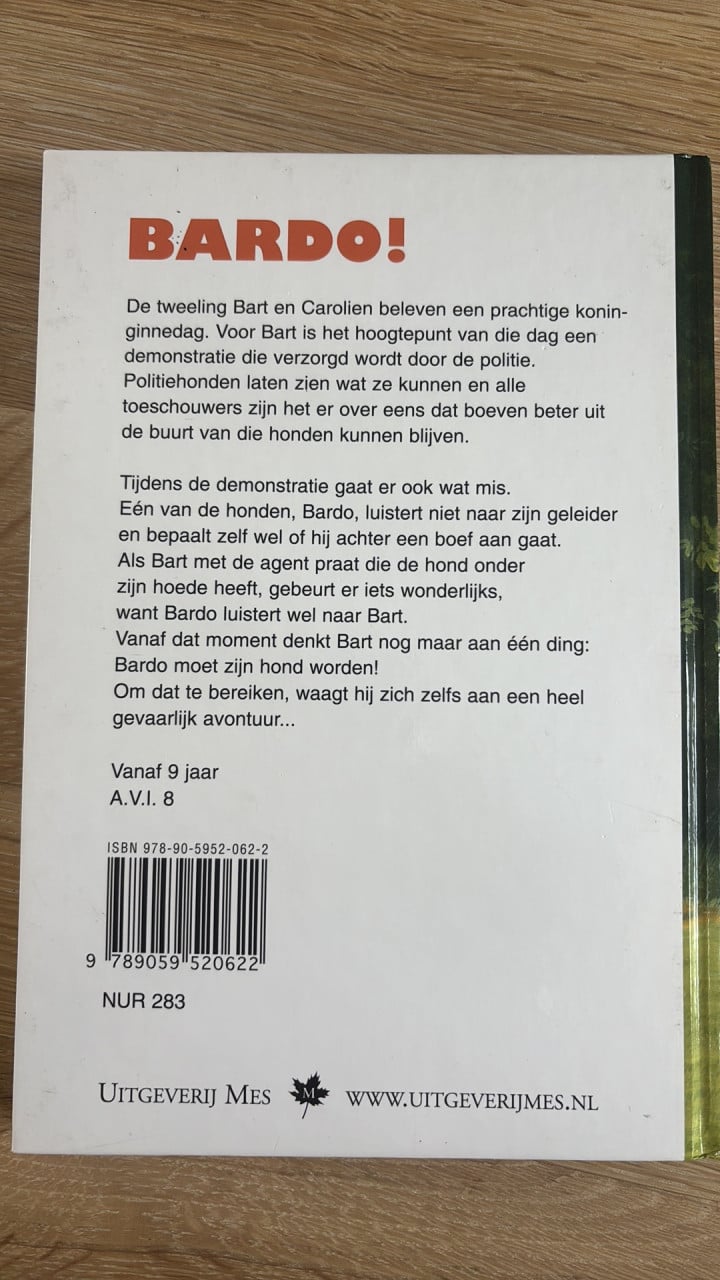 BARDO!
De tweeling Bart en Carolien beleven een prachtige konin-
ginnedag. Voor Bart is het hoogtepunt van die dag een
demonstratie die verzorgd wordt door de politie.
Politiehonden laten zien wat ze kunnen en alle
toeschouwers zijn het er over eens dat boeven beter uit
de buurt van die honden kunnen blijven.
Tijdens de demonstratie gaat er ook wat mis.
Eén van de honden, Bardo, luistert niet naar zijn geleider
en bepaalt zelf wel of hij achter een boef aan gaat.
Als Bart met de agent praat die de hond onder
zijn hoede heeft, gebeurt er iets wonderlijks,
want Bardo luistert wel naar Bart.
Vanaf dat moment denkt Bart nog maar aan één ding:
Bardo moet zijn hond worden!
Om dat te bereiken, waagt hij zich zelfs aan een heel
gevaarlijk avontuur...
Vanaf 9 jaar
A.V.I. 8
ISBN 978-90-5952-062-2
9 789059 520622
NUR 283
UITGEVERIJ MES M WWW.UITGEVERIJMES.NL